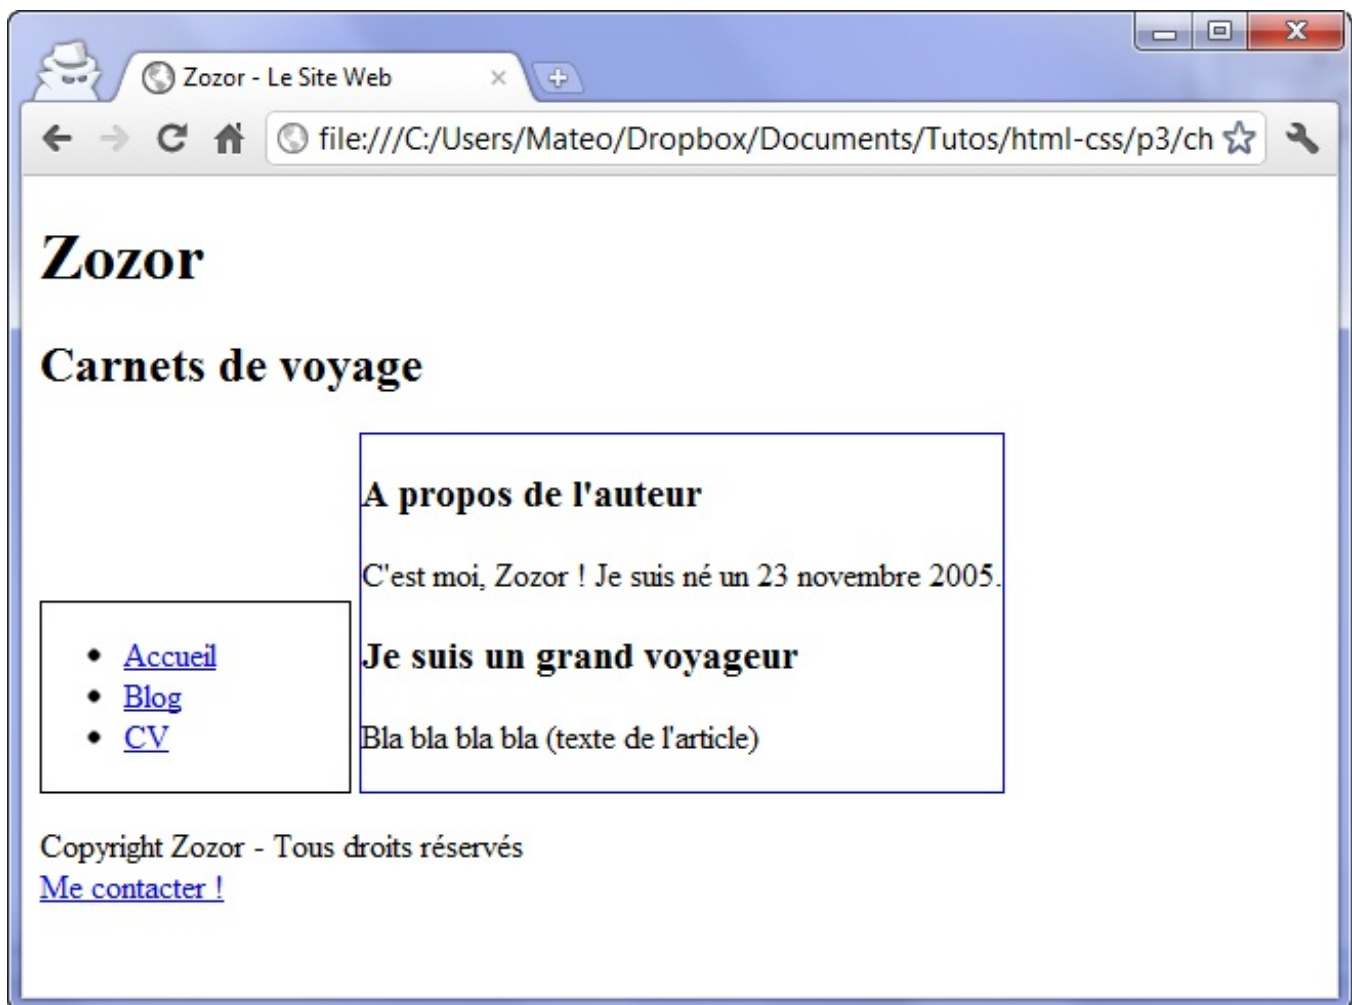 Zozor - Le Site Web
file:///C:/Users/Mateo/Dropbox/Documents/Tutos/html-css/p3/ch
Zozor
Carnets de voyage
A propos de l'auteur
C'est moi, Zozor ! Je suis né un 23 novembre 2005.
Je suis un grand voyageur
Bla bla bla bla (texte de l'article)
Accueil
Blog
CV
Copyright Zozor - Tous droits réservés
Me contacter !